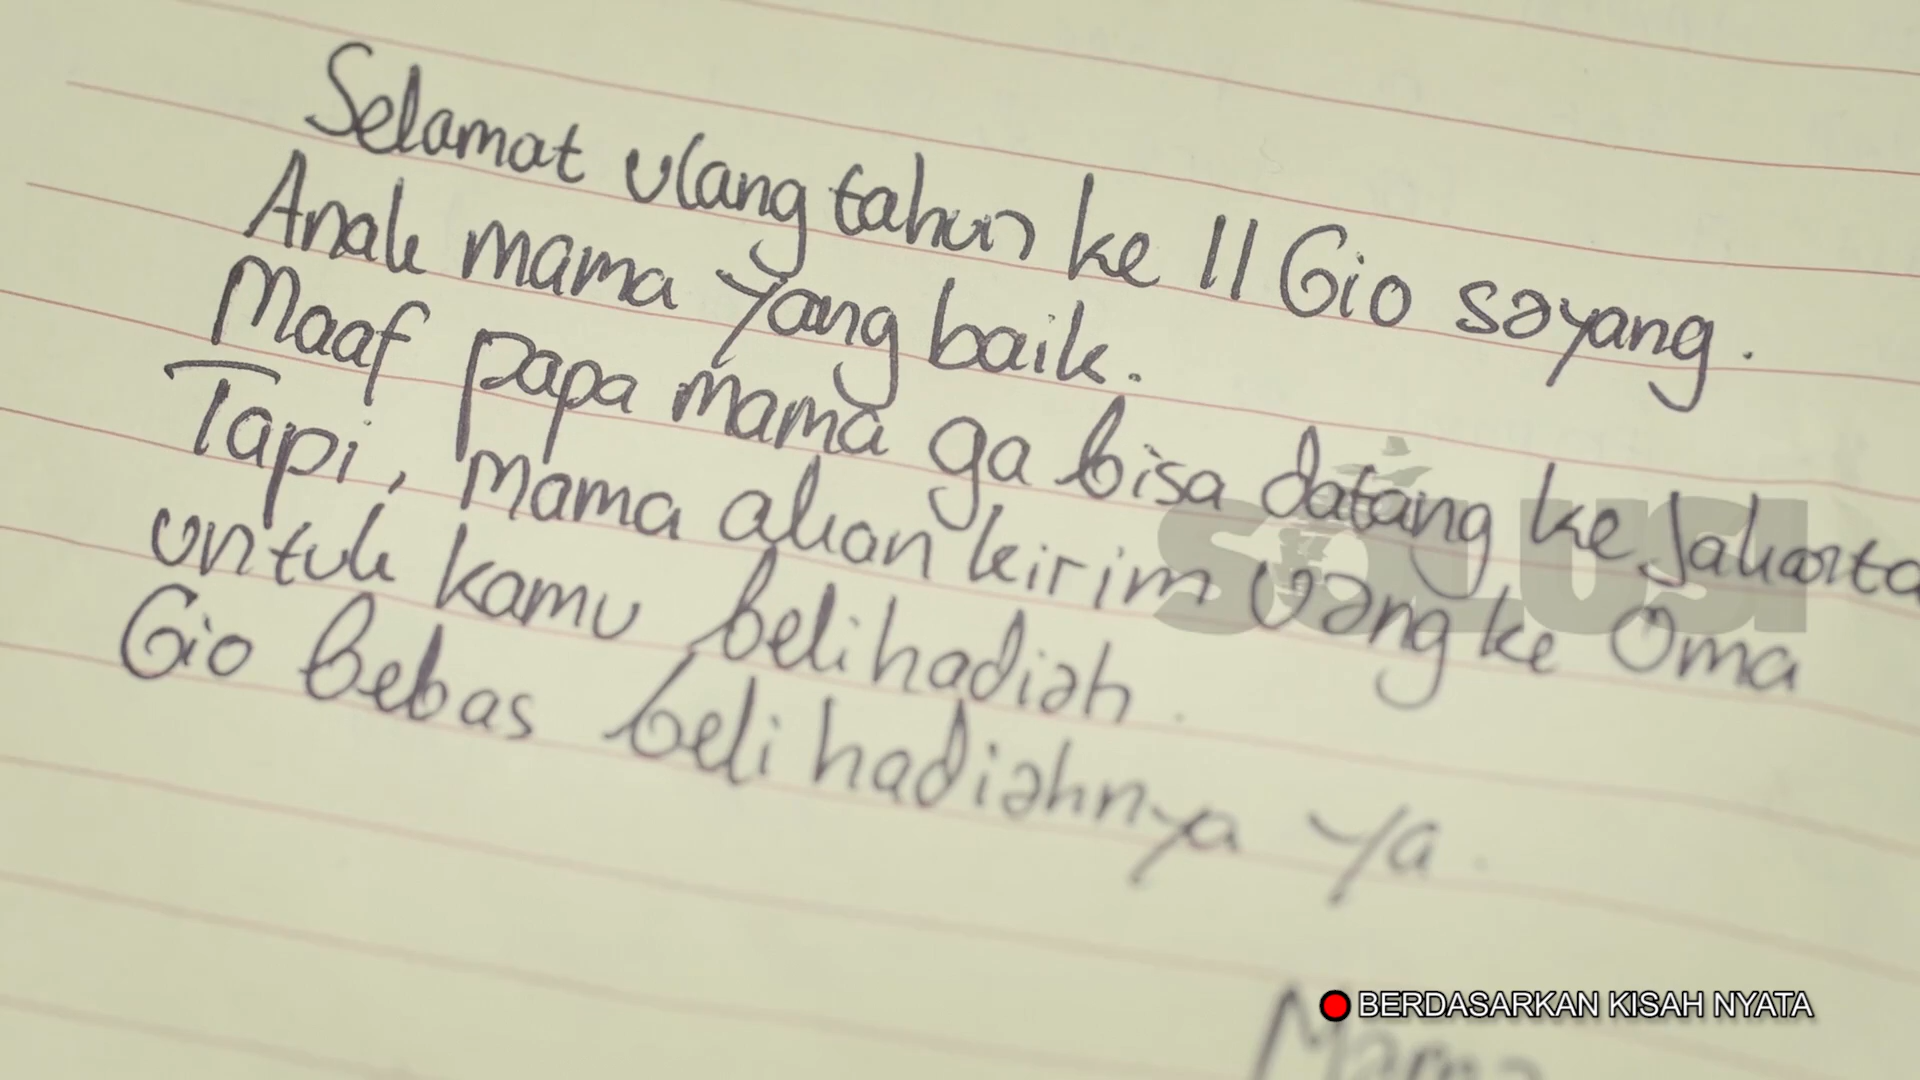 Selamat ulang tahun ke 11 Gio sayang.
Anak mama yang baik.
Maaf papa mama ga bisa datang ke Jakarta
Tapi, Mama akan kirim uang ke Oma
untuk kamu beli hadiah.
Gio bebas beli hadiahnya ya.
SOLUSI
Mama
BERDASARKAN KISAH NYATA